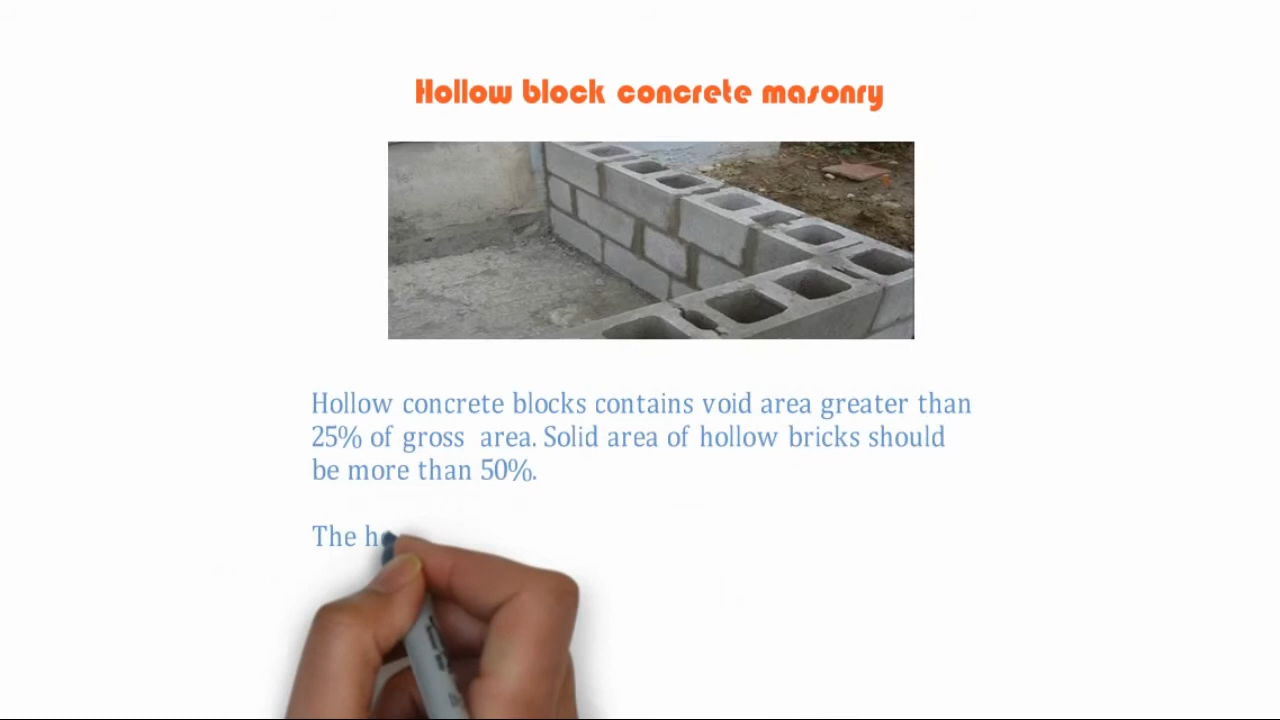 Hollow block concrete masonry
Hollow concrete blocks contains void area greater than
25% of gross area. Solid area of hollow bricks should
be more than 50%.
The